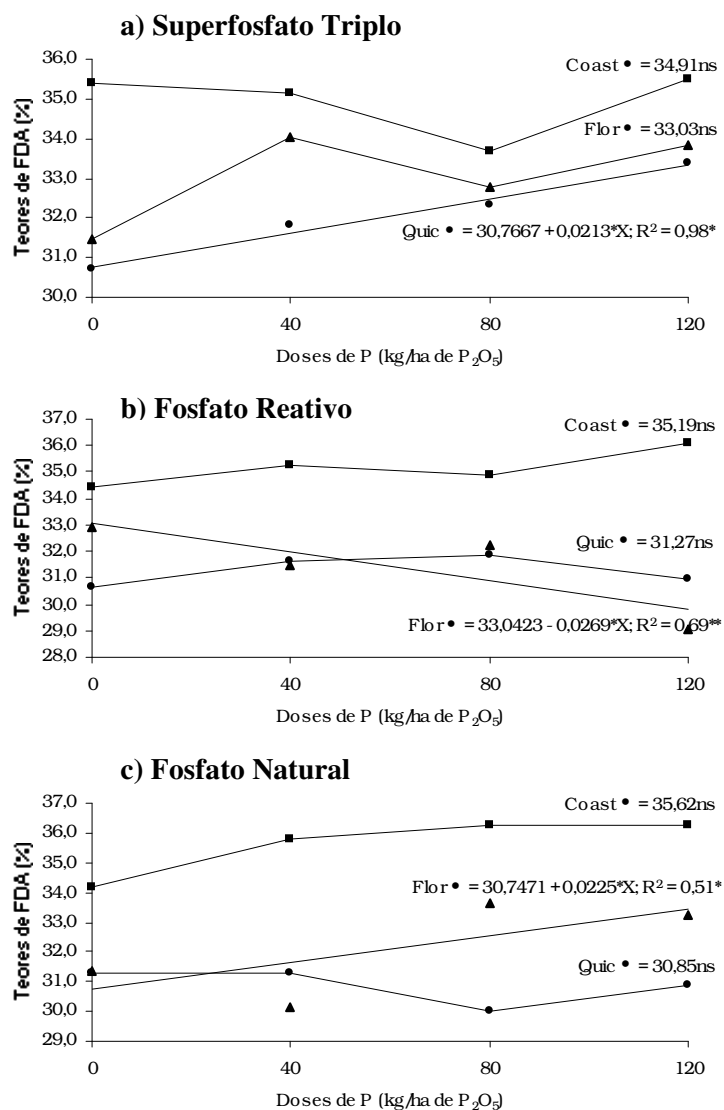 a) Superfosfato Triplo
36,0
35,0
34,0
33,0
32,0
31,0
30,0
Teores de FDA (%)
Coast • = 34,91ns
Flor • = 33,03ns
Quic • = 30,7667 + 0,0213*X; R² = 0,98*
0 40 80 120
Doses de P (kg/ha de P₂O₅)
b) Fosfato Reativo
37,0
36,0
35,0
34,0
33,0
32,0
31,0
30,0
29,0
28,0
Teores de FDA (%)
Coast • = 35,19ns
Quic • = 31,27ns
Flor • = 33,0423 - 0,0269*X; R² = 0,69**
0 40 80 120
Doses de P (kg/ha de P₂O₅)
c) Fosfato Natural
37,0
36,0
35,0
34,0
33,0
32,0
31,0
30,0
29,0
Teores de FDA (%)
Coast • = 35,62ns
Flor • = 30,7471 + 0,0225*X; R² = 0,51*
Quic • = 30,85ns
0 40 80 120
Doses de P (kg/ha de P₂O₅)